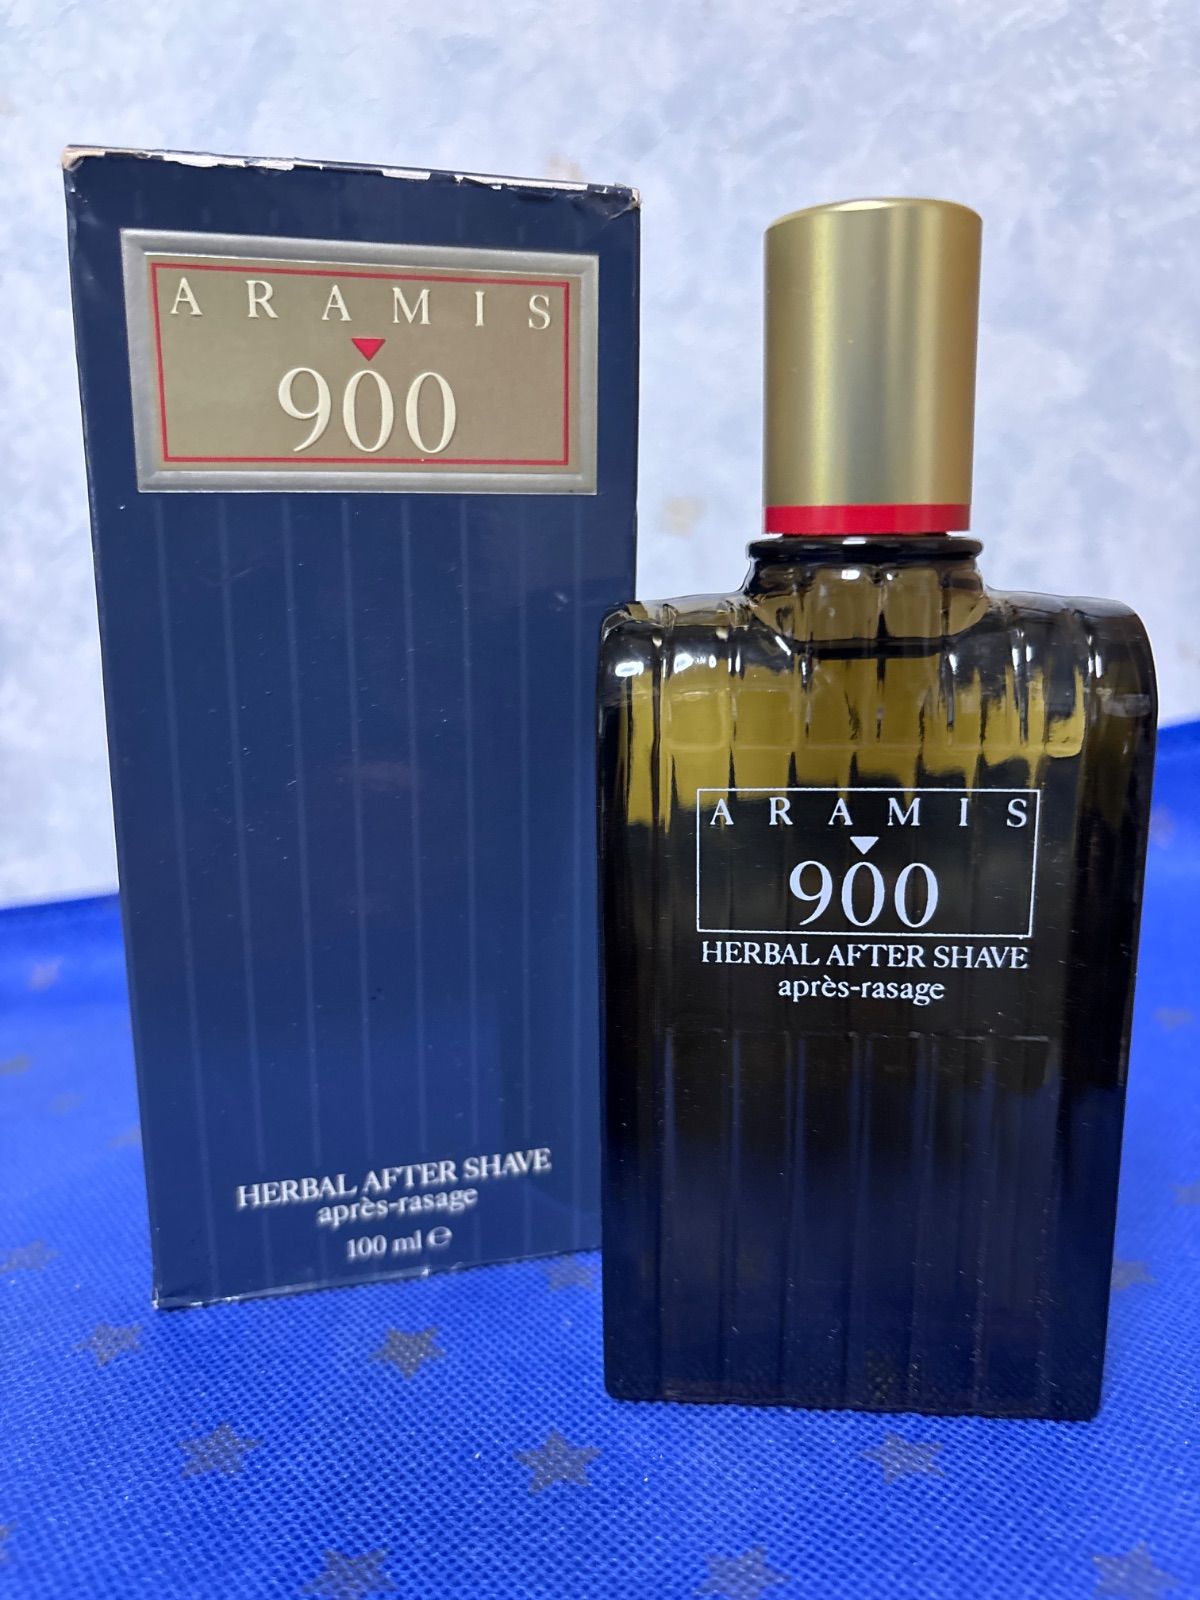 ARAMIS
900
HERBAL AFTER SHAVE
après-rasage
100 ml ℮
ARAMIS
900
HERBAL AFTER SHAVE
après-rasage